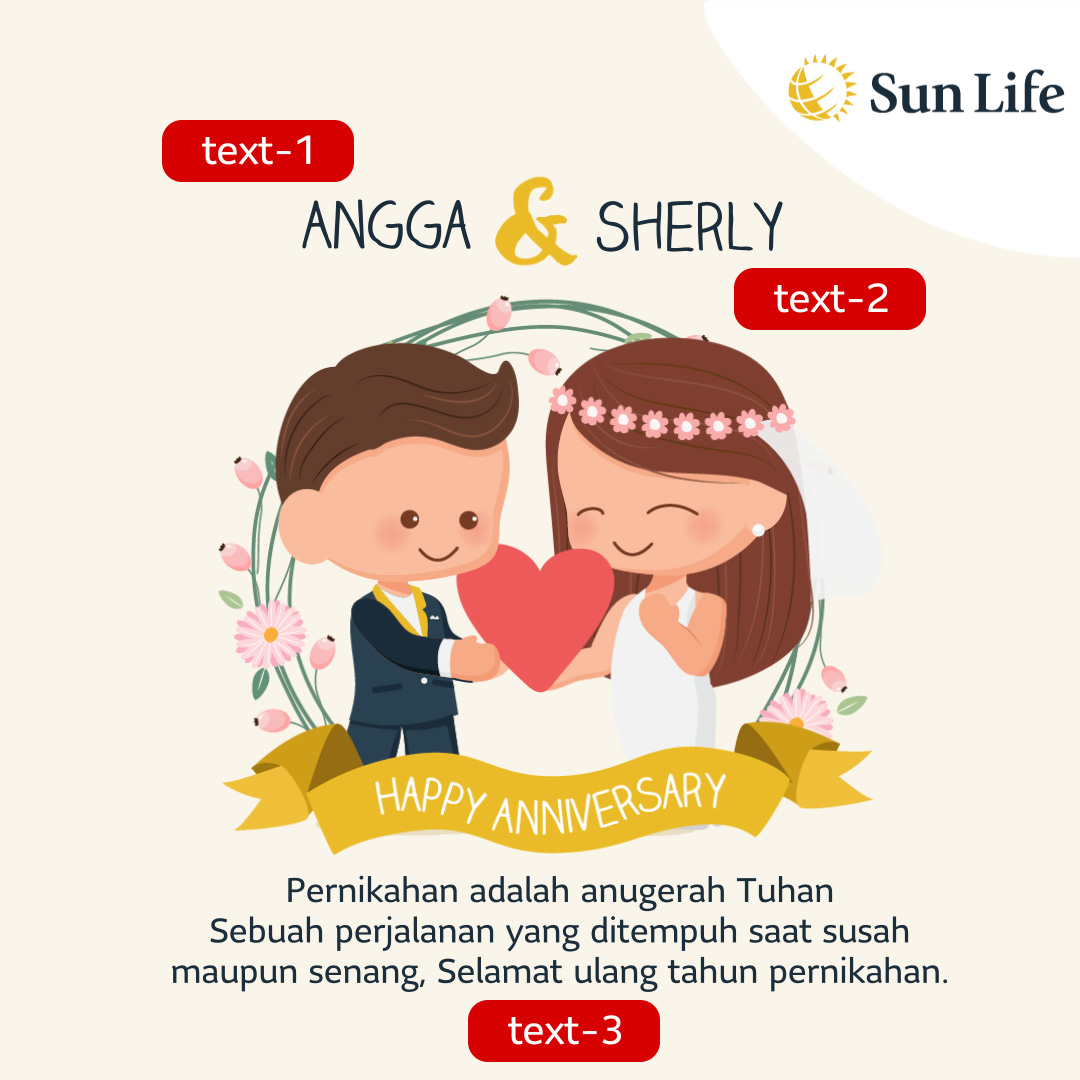 Sun Life
text-1
ANGGA & SHERLY
text-2
HAPPY ANNIVERSARY
Pernikahan adalah anugerah Tuhan
Sebuah perjalanan yang ditempuh saat susah
maupun senang, Selamat ulang tahun pernikahan.
text-3